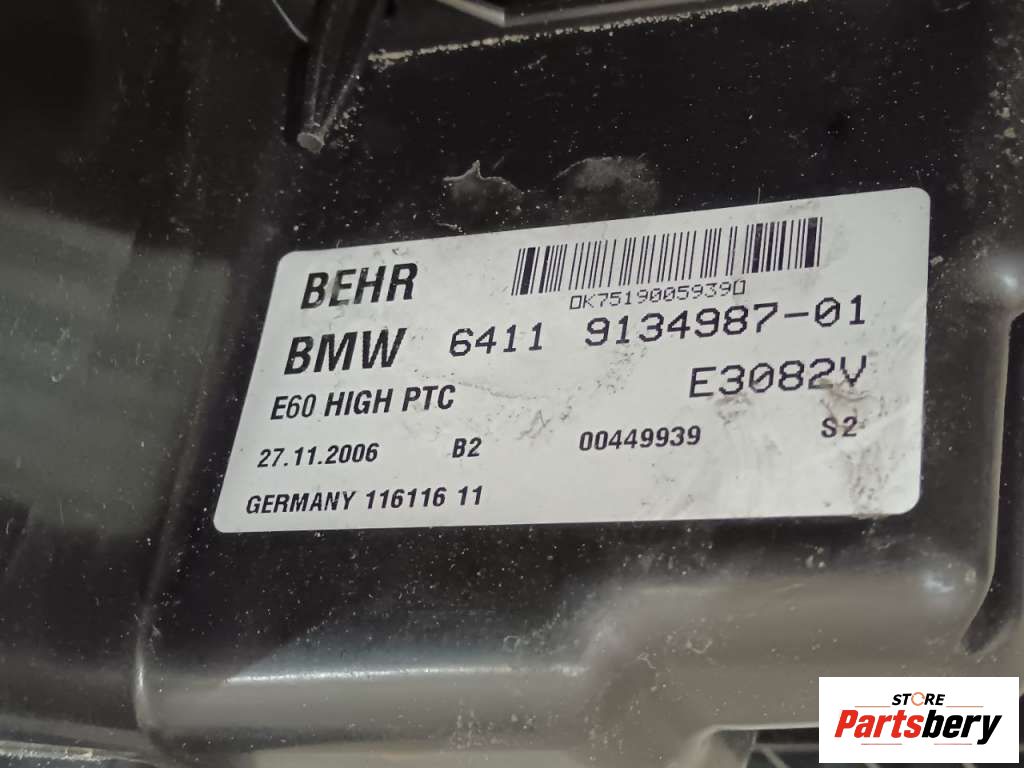 BEHR
0K75190059390
BMW 6411 9134987-01
E60 HIGH PTC E3082V
27.11.2006 B2 00449939 S2
GERMANY 116116 11
STORE
Partsbery